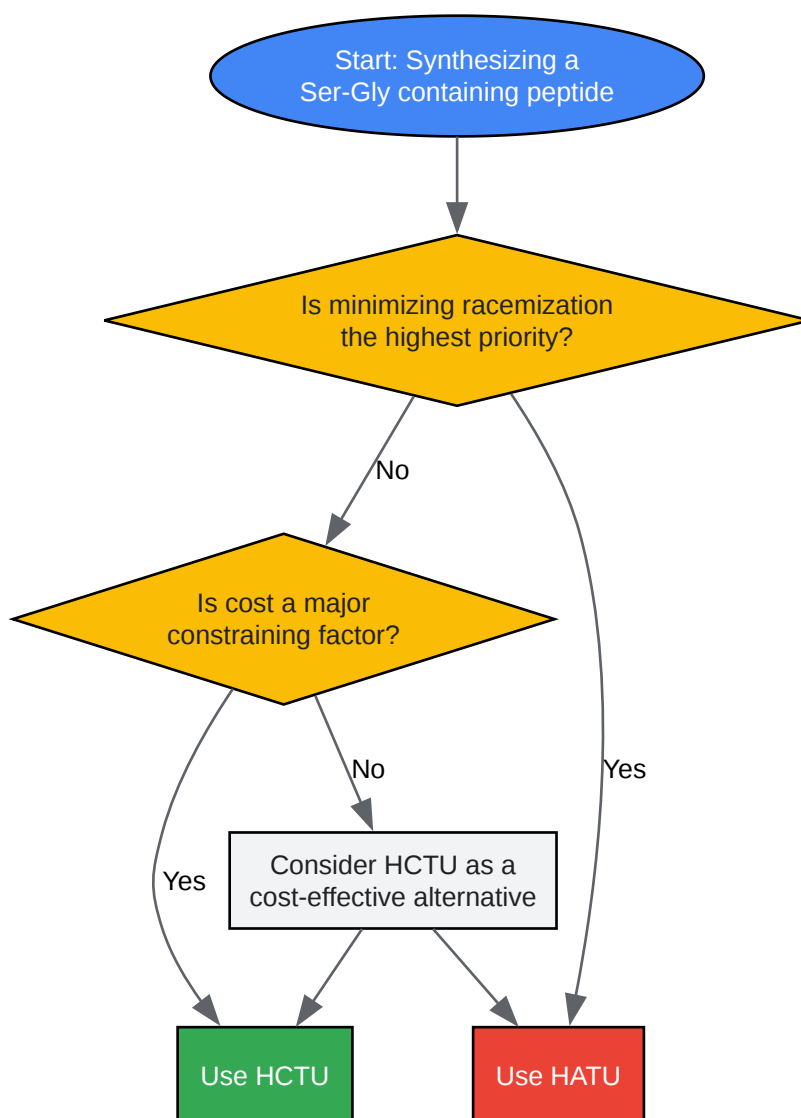 Start: Synthesizing a
Ser-Gly containing peptide
Is minimizing racemization
the highest priority?
No
Is cost a major
constraining factor?
No
Yes
Yes
Consider HCTU as a
cost-effective alternative
Use HCTU
Use HATU